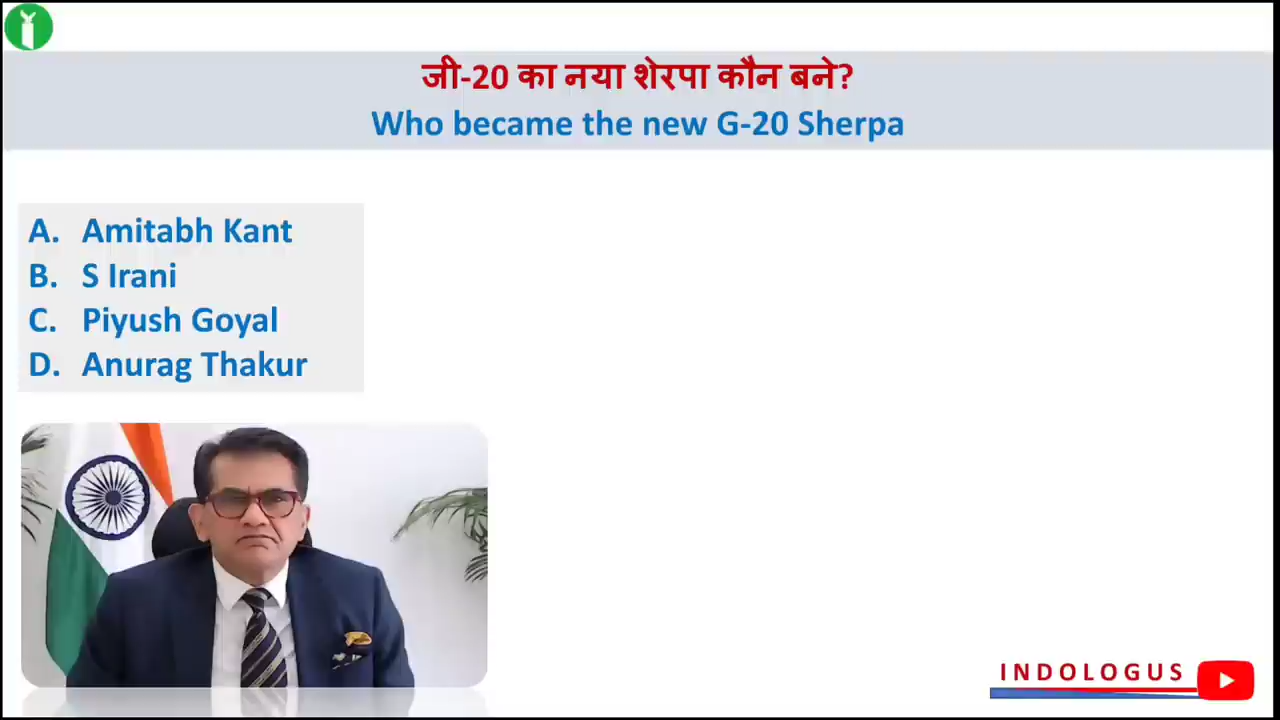 जी-20 का नया शेरपा कौन बने?
Who became the new G-20 Sherpa
A. Amitabh Kant
B. S Irani
C. Piyush Goyal
D. Anurag Thakur
INDOLOGUS